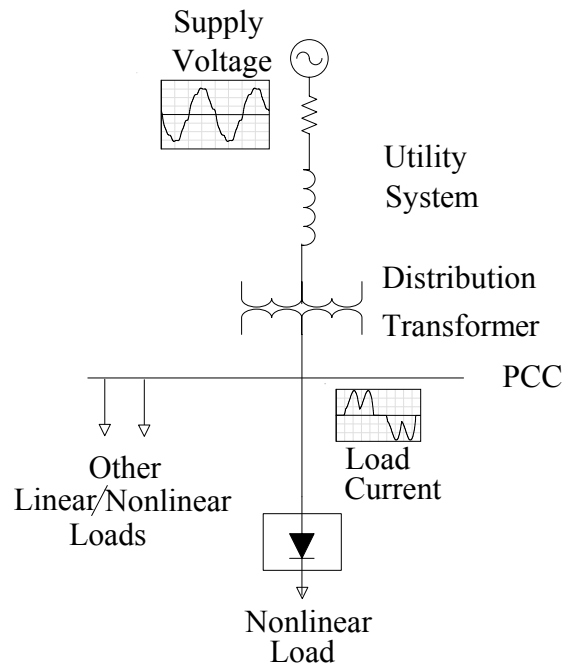 Supply
Voltage
Utility
System
Distribution
Transformer
PCC
Load
Current
Other
Linear/Nonlinear
Loads
Nonlinear
Load